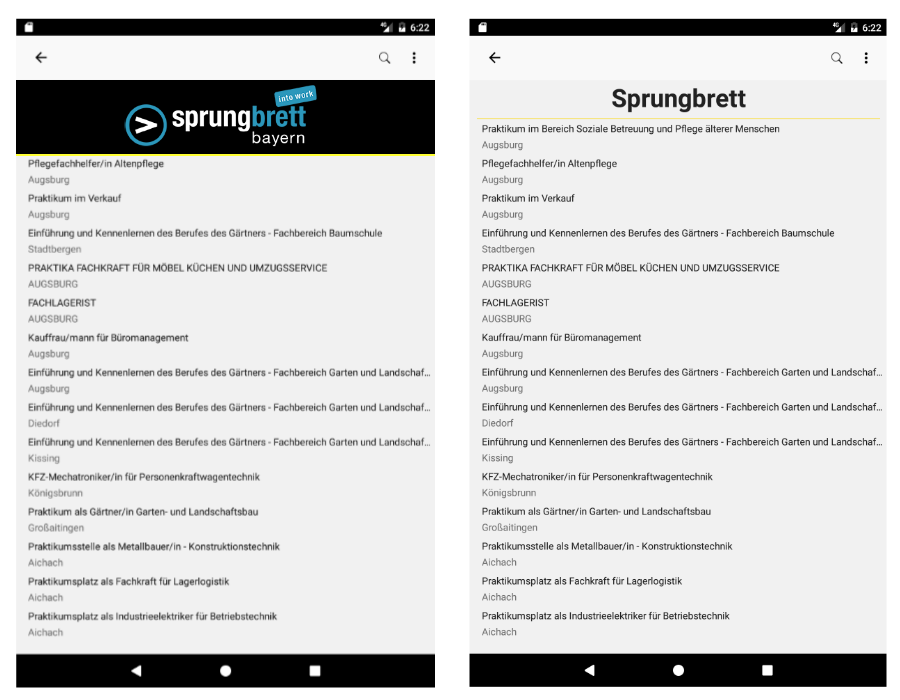 4G 6:22
into work
sprungbrett
bayern
Pflegefachhelfer/in Altenpflege
Augsburg
Praktikum im Verkauf
Augsburg
Einführung und Kennenlernen des Berufes des Gärtners - Fachbereich Baumschule
Stadtbergen
PRAKTIKA FACHKRAFT FÜR MÖBEL KÜCHEN UND UMZUGSSERVICE
AUGSBURG
FACHLAGERIST
AUGSBURG
Kauffrau/mann für Büromanagement
Augsburg
Einführung und Kennenlernen des Berufes des Gärtners - Fachbereich Garten und Landschaf...
Augsburg
Einführung und Kennenlernen des Berufes des Gärtners - Fachbereich Garten und Landschaf...
Diedorf
Einführung und Kennenlernen des Berufes des Gärtners - Fachbereich Garten und Landschaf...
Kissing
KFZ-Mechatroniker/in für Personenkraftwagentechnik
Königsbrunn
Praktikum als Gärtner/in Garten- und Landschaftsbau
Großaitingen
Praktikumsstelle als Metallbauer/in - Konstruktionstechnik
Aichach
Praktikumsplatz als Fachkraft für Lagerlogistik
Aichach
Praktikumsplatz als Industrieelektriker für Betriebstechnik
Aichach
4G 6:22
Sprungbrett
Praktikum im Bereich Soziale Betreuung und Pflege älterer Menschen
Augsburg
Pflegefachhelfer/in Altenpflege
Augsburg
Praktikum im Verkauf
Augsburg
Einführung und Kennenlernen des Berufes des Gärtners - Fachbereich Baumschule
Stadtbergen
PRAKTIKA FACHKRAFT FÜR MÖBEL KÜCHEN UND UMZUGSSERVICE
AUGSBURG
FACHLAGERIST
AUGSBURG
Kauffrau/mann für Büromanagement
Augsburg
Einführung und Kennenlernen des Berufes des Gärtners - Fachbereich Garten und Landschaf...
Augsburg
Einführung und Kennenlernen des Berufes des Gärtners - Fachbereich Garten und Landschaf...
Diedorf
Einführung und Kennenlernen des Berufes des Gärtners - Fachbereich Garten und Landschaf...
Kissing
KFZ-Mechatroniker/in für Personenkraftwagentechnik
Königsbrunn
Praktikum als Gärtner/in Garten- und Landschaftsbau
Großaitingen
Praktikumsstelle als Metallbauer/in - Konstruktionstechnik
Aichach
Praktikumsplatz als Fachkraft für Lagerlogistik
Aichach
Praktikumsplatz als Industrieelektriker für Betriebstechnik
Aichach